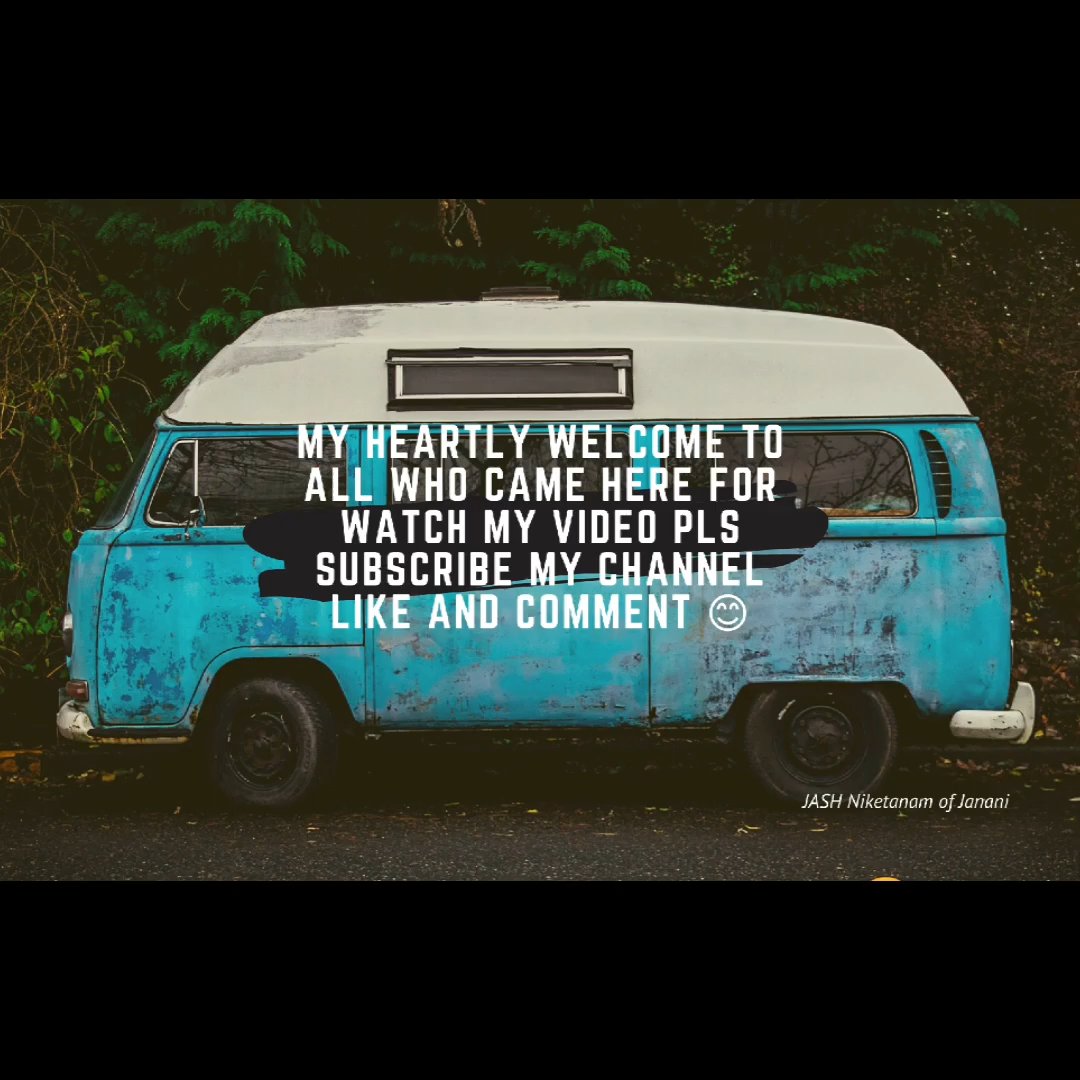 MY HEARTLY WELCOME TO
ALL WHO CAME HERE FOR
WATCH MY VIDEO PLS
SUBSCRIBE MY CHANNEL
LIKE AND COMMENT 😊
JASH Niketanam of Janani